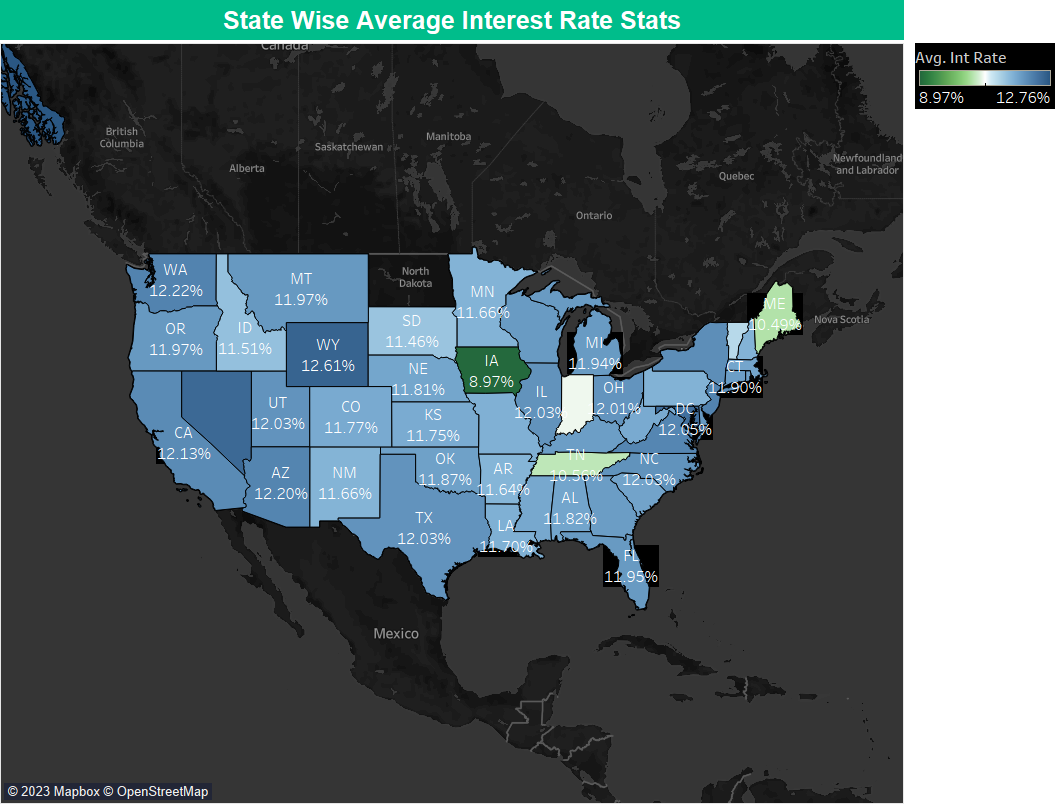 State Wise Average Interest Rate Stats
Canada
Avg. Int Rate
8.97%
12.76%
British
Columbia
Alberta
Saskatchewan
Manitoba
Ontario
Quebec
Newfoundland
and Labrador
Nova Scotia
North
Dakota
WA
12.22%
MT
11.97%
MN
11.66%
ME
10.49%
OR
11.97%
ID
11.51%
WY
12.61%
SD
11.46%
IA
8.97%
MI
11.94%
CT
11.90%
NE
11.81%
UT
12.03%
CO
11.77%
KS
11.75%
IL
12.03%
OH
12.01%
DC
12.05%
CA
12.13%
AZ
12.20%
NM
11.66%
OK
11.87%
AR
11.64%
TN
10.56%
NC
12.03%
TX
12.03%
LA
11.70%
AL
11.82%
FL
11.95%
Mexico
© 2023 Mapbox © OpenStreetMap